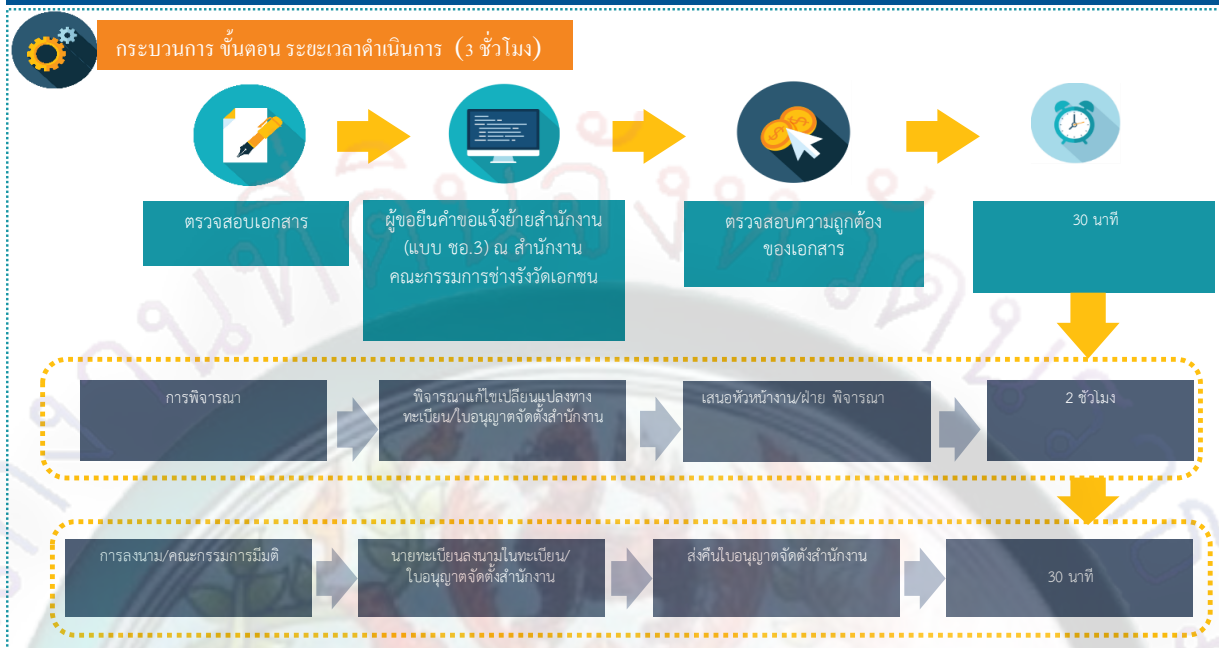 กระบวนการ ขั้นตอน ระยะเวลาดำเนินการ (3 ชั่วโมง)
ตรวจสอบเอกสาร
ผู้ขอยืนคำขอแจ้งย้ายสำนักงาน
(แบบ ชอ.3) ณ สำนักงาน
คณะกรรมการช่างรังวัดเอกชน
ตรวจสอบความถูกต้อง
ของเอกสาร
30 นาที
การพิจารณา
พิจารณาแก้ไขเปลี่ยนแปลงทาง
ทะเบียน/ใบอนุญาตจัดตั้งสำนักงาน
เสนอหัวหน้างาน/ฝ่าย พิจารณา
2 ชั่วโมง
การลงนาม/คณะกรรมการมีมติ
นายทะเบียนลงนามในทะเบียน/
ใบอนุญาตจัดตั้งสำนักงาน
ส่งคืนใบอนุญาตจัดตั้งสำนักงาน
30 นาที